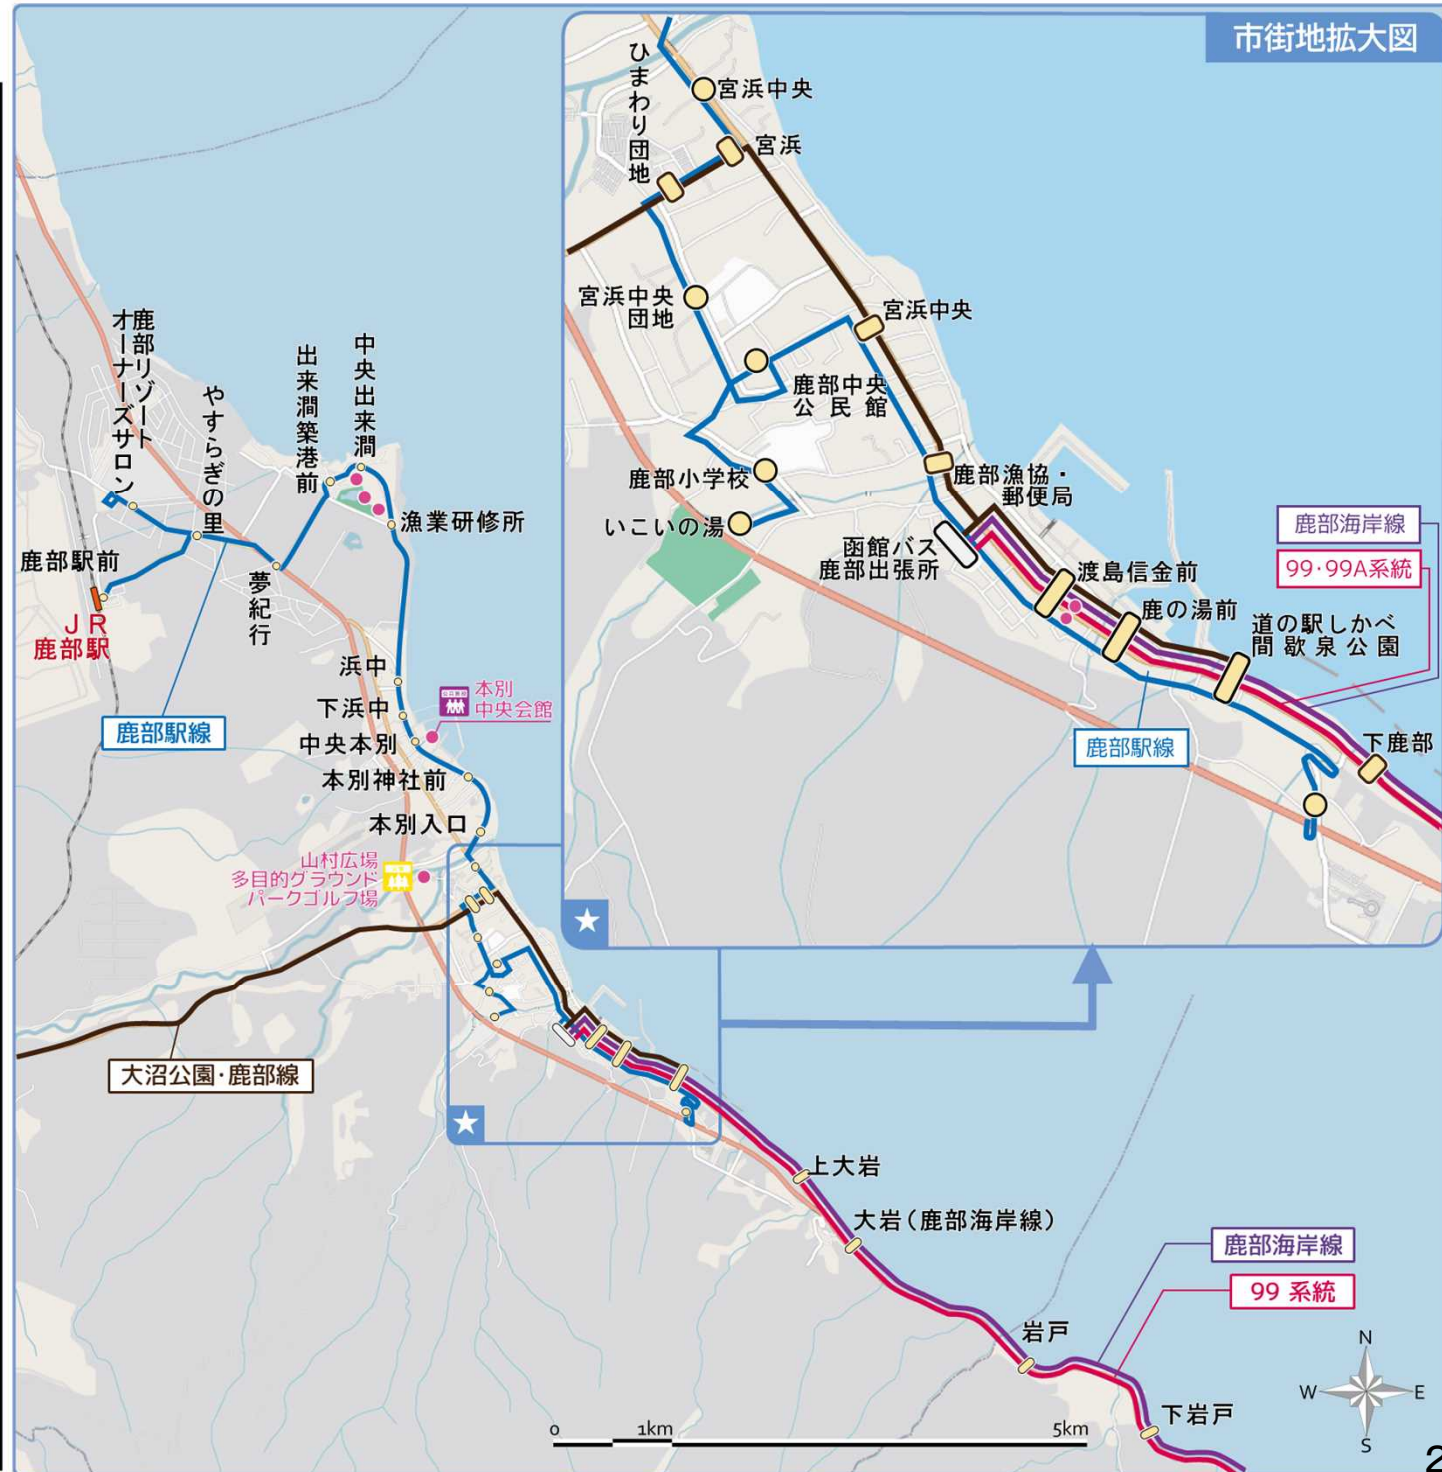 市街地拡大図
ひまわり団地
宮浜中央
宮浜
宮浜中央
団地
宮浜中央
鹿部中央
公民館
鹿部小学校
いこいの湯
鹿部漁協・
郵便局
函館バス
鹿部出張所
渡島信金前
鹿の湯前
道の駅しかべ
間歇泉公園
鹿部海岸線
99・99A系統
鹿部駅線
下鹿部
鹿部リゾート
オーナーズサロン
やすらぎの里
出来澗築港前
中央出来澗
漁業研修所
鹿部駅前
JR
鹿部駅
夢紀行
鹿部駅線
浜中
下浜中
中央本別
本別
中央会館
本別神社前
本別入口
山村広場
多目的グラウンド
パークゴルフ場
大沼公園・鹿部線
★
★
上大岩
大岩(鹿部海岸線)
鹿部海岸線
99 系統
岩戸
下岩戸
N
W
E
S
0
1km
5km
2